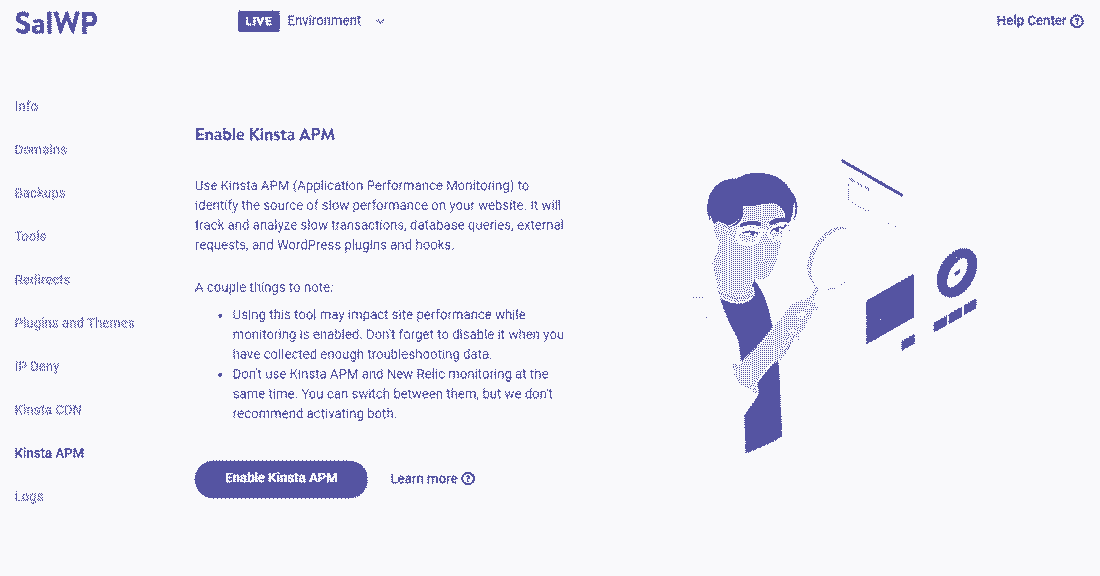 SalWP
LIVE Environment
Help Center
Info
Domains
Backups
Tools
Redirects
Plugins and Themes
IP Deny
Kinsta CDN
Kinsta APM
Logs
Enable Kinsta APM
Use Kinsta APM (Application Performance Monitoring) to
identify the source of slow performance on your website. It will
track and analyze slow transactions, database queries, external
requests, and WordPress plugins and hooks.
A couple things to note:
• Using this tool may impact site performance while
monitoring is enabled. Don't forget to disable it when you
have collected enough troubleshooting data.
• Don't use Kinsta APM and New Relic monitoring at the
same time. You can switch between them, but we don't
recommend activating both.
Enable Kinsta APM
Learn more